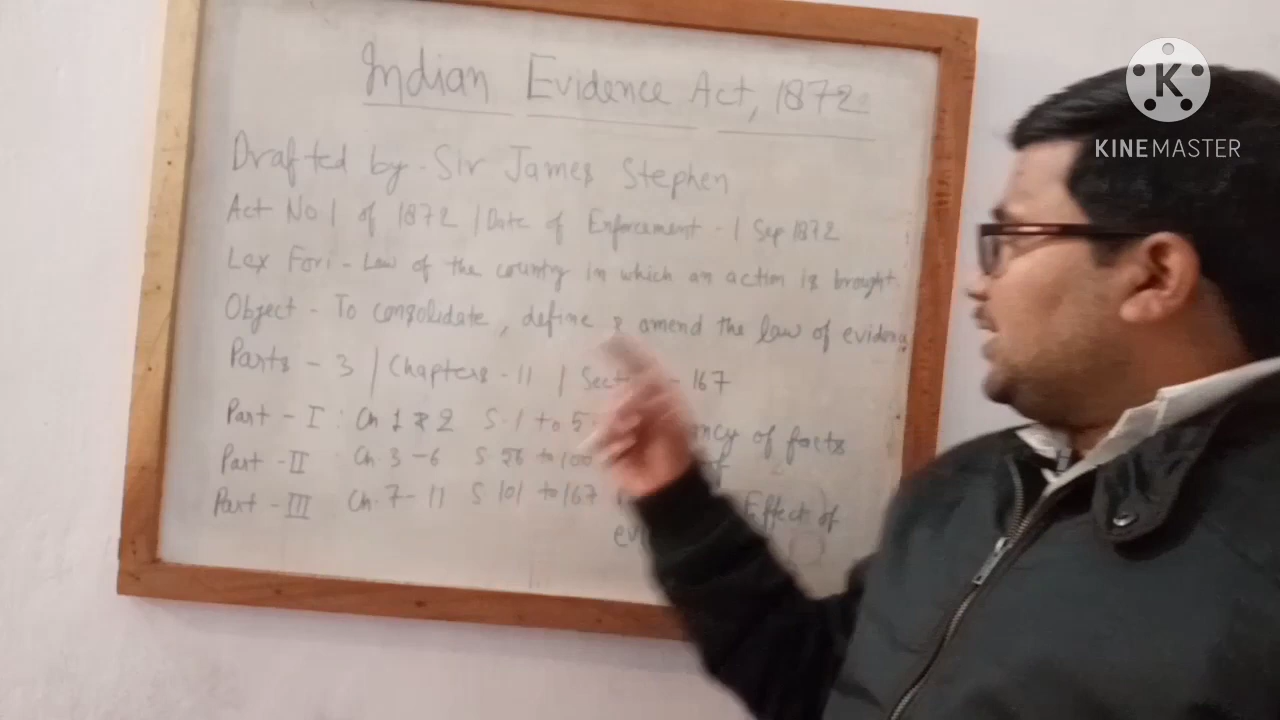 Indian Evidence Act, 1872
Drafted by - Sir James Stephen
Act No 1 of 1872 | Date of Enforcement - 1 Sep 1872
Lex Fori - Law of the country in which an action is brought.
Object - To consolidate, define & amend the law of evidence
Parts - 3 | Chapters - 11 | Sect - 167
Part - I : Ch 1 & 2 S. 1 to 5 ncy of facts
Part - II Ch. 3 - 6 S 56 to 100
Part - III Ch. 7 - 11 S 101 to 167 Effect of
ev
K
KINEMASTER